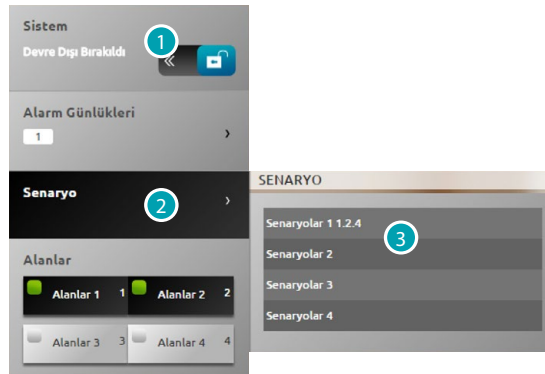 Sistem
Devre Dışı Bırakıldı
1
«
Alarm Günlükleri
1
›
Senaryo
2
›
Alanlar
Alanlar 1 1
Alanlar 2 2
Alanlar 3 3
Alanlar 4 4
SENARYO
Senaryolar 1 1.2.4
3
Senaryolar 2
Senaryolar 3
Senaryolar 4